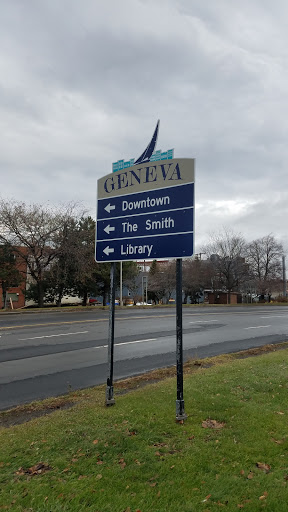 GENEVA
← Downtown
← The Smith
← Library